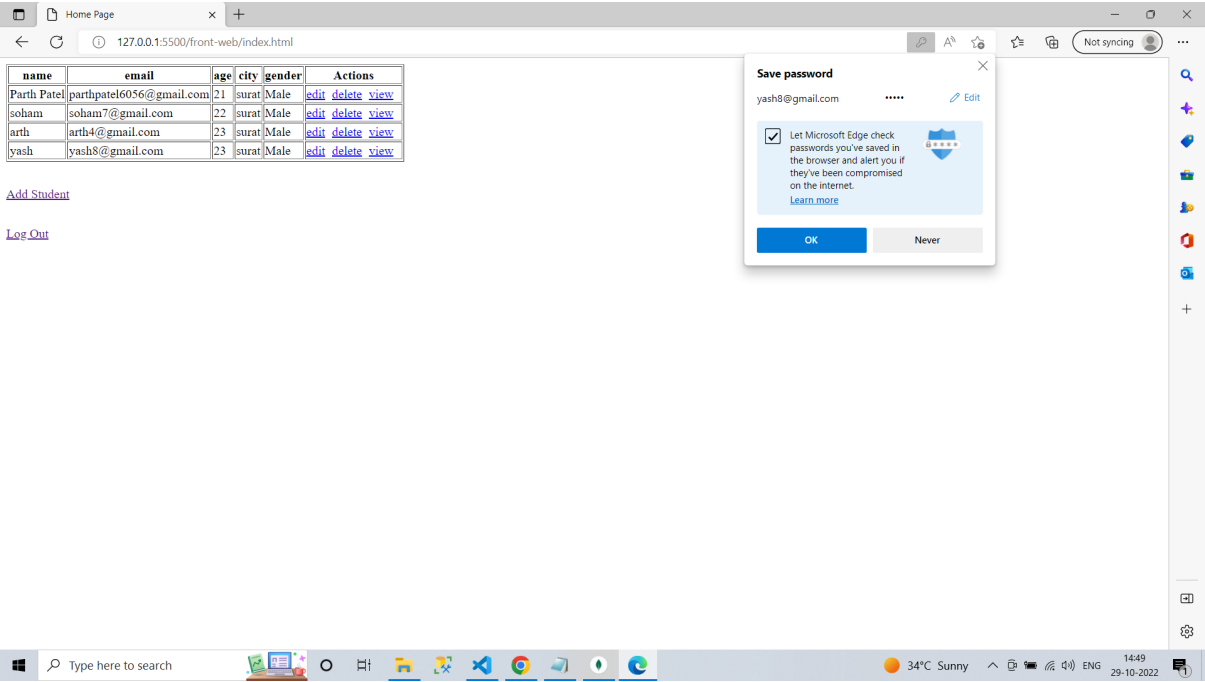 Home Page
127.0.0.1:5500/front-web/index.html
Not syncing
name email age city gender Actions
Parth Patel parthpatel6056@gmail.com 21 surat Male edit delete view
soham soham7@gmail.com 22 surat Male edit delete view
arth arth4@gmail.com 23 surat Male edit delete view
yash yash8@gmail.com 23 surat Male edit delete view
Add Student
Log Out
Save password
yash8@gmail.com ••••• Edit
Let Microsoft Edge check
passwords you've saved in
the browser and alert you if
they've been compromised
on the internet.
Learn more
OK Never
Type here to search
34°C Sunny
ENG
14:49
29-10-2022
1